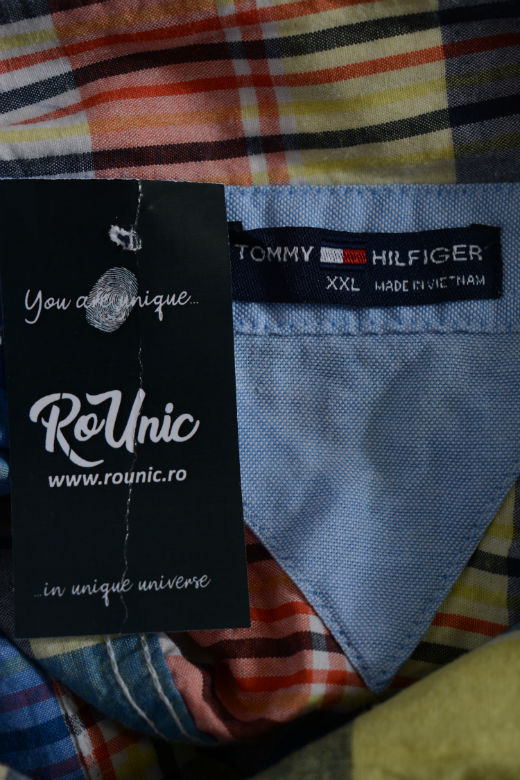 TOMMY HILFIGER
XXL MADE IN VIETNAM
You are unique...
RoUnic
www.rounic.ro
...in unique universe